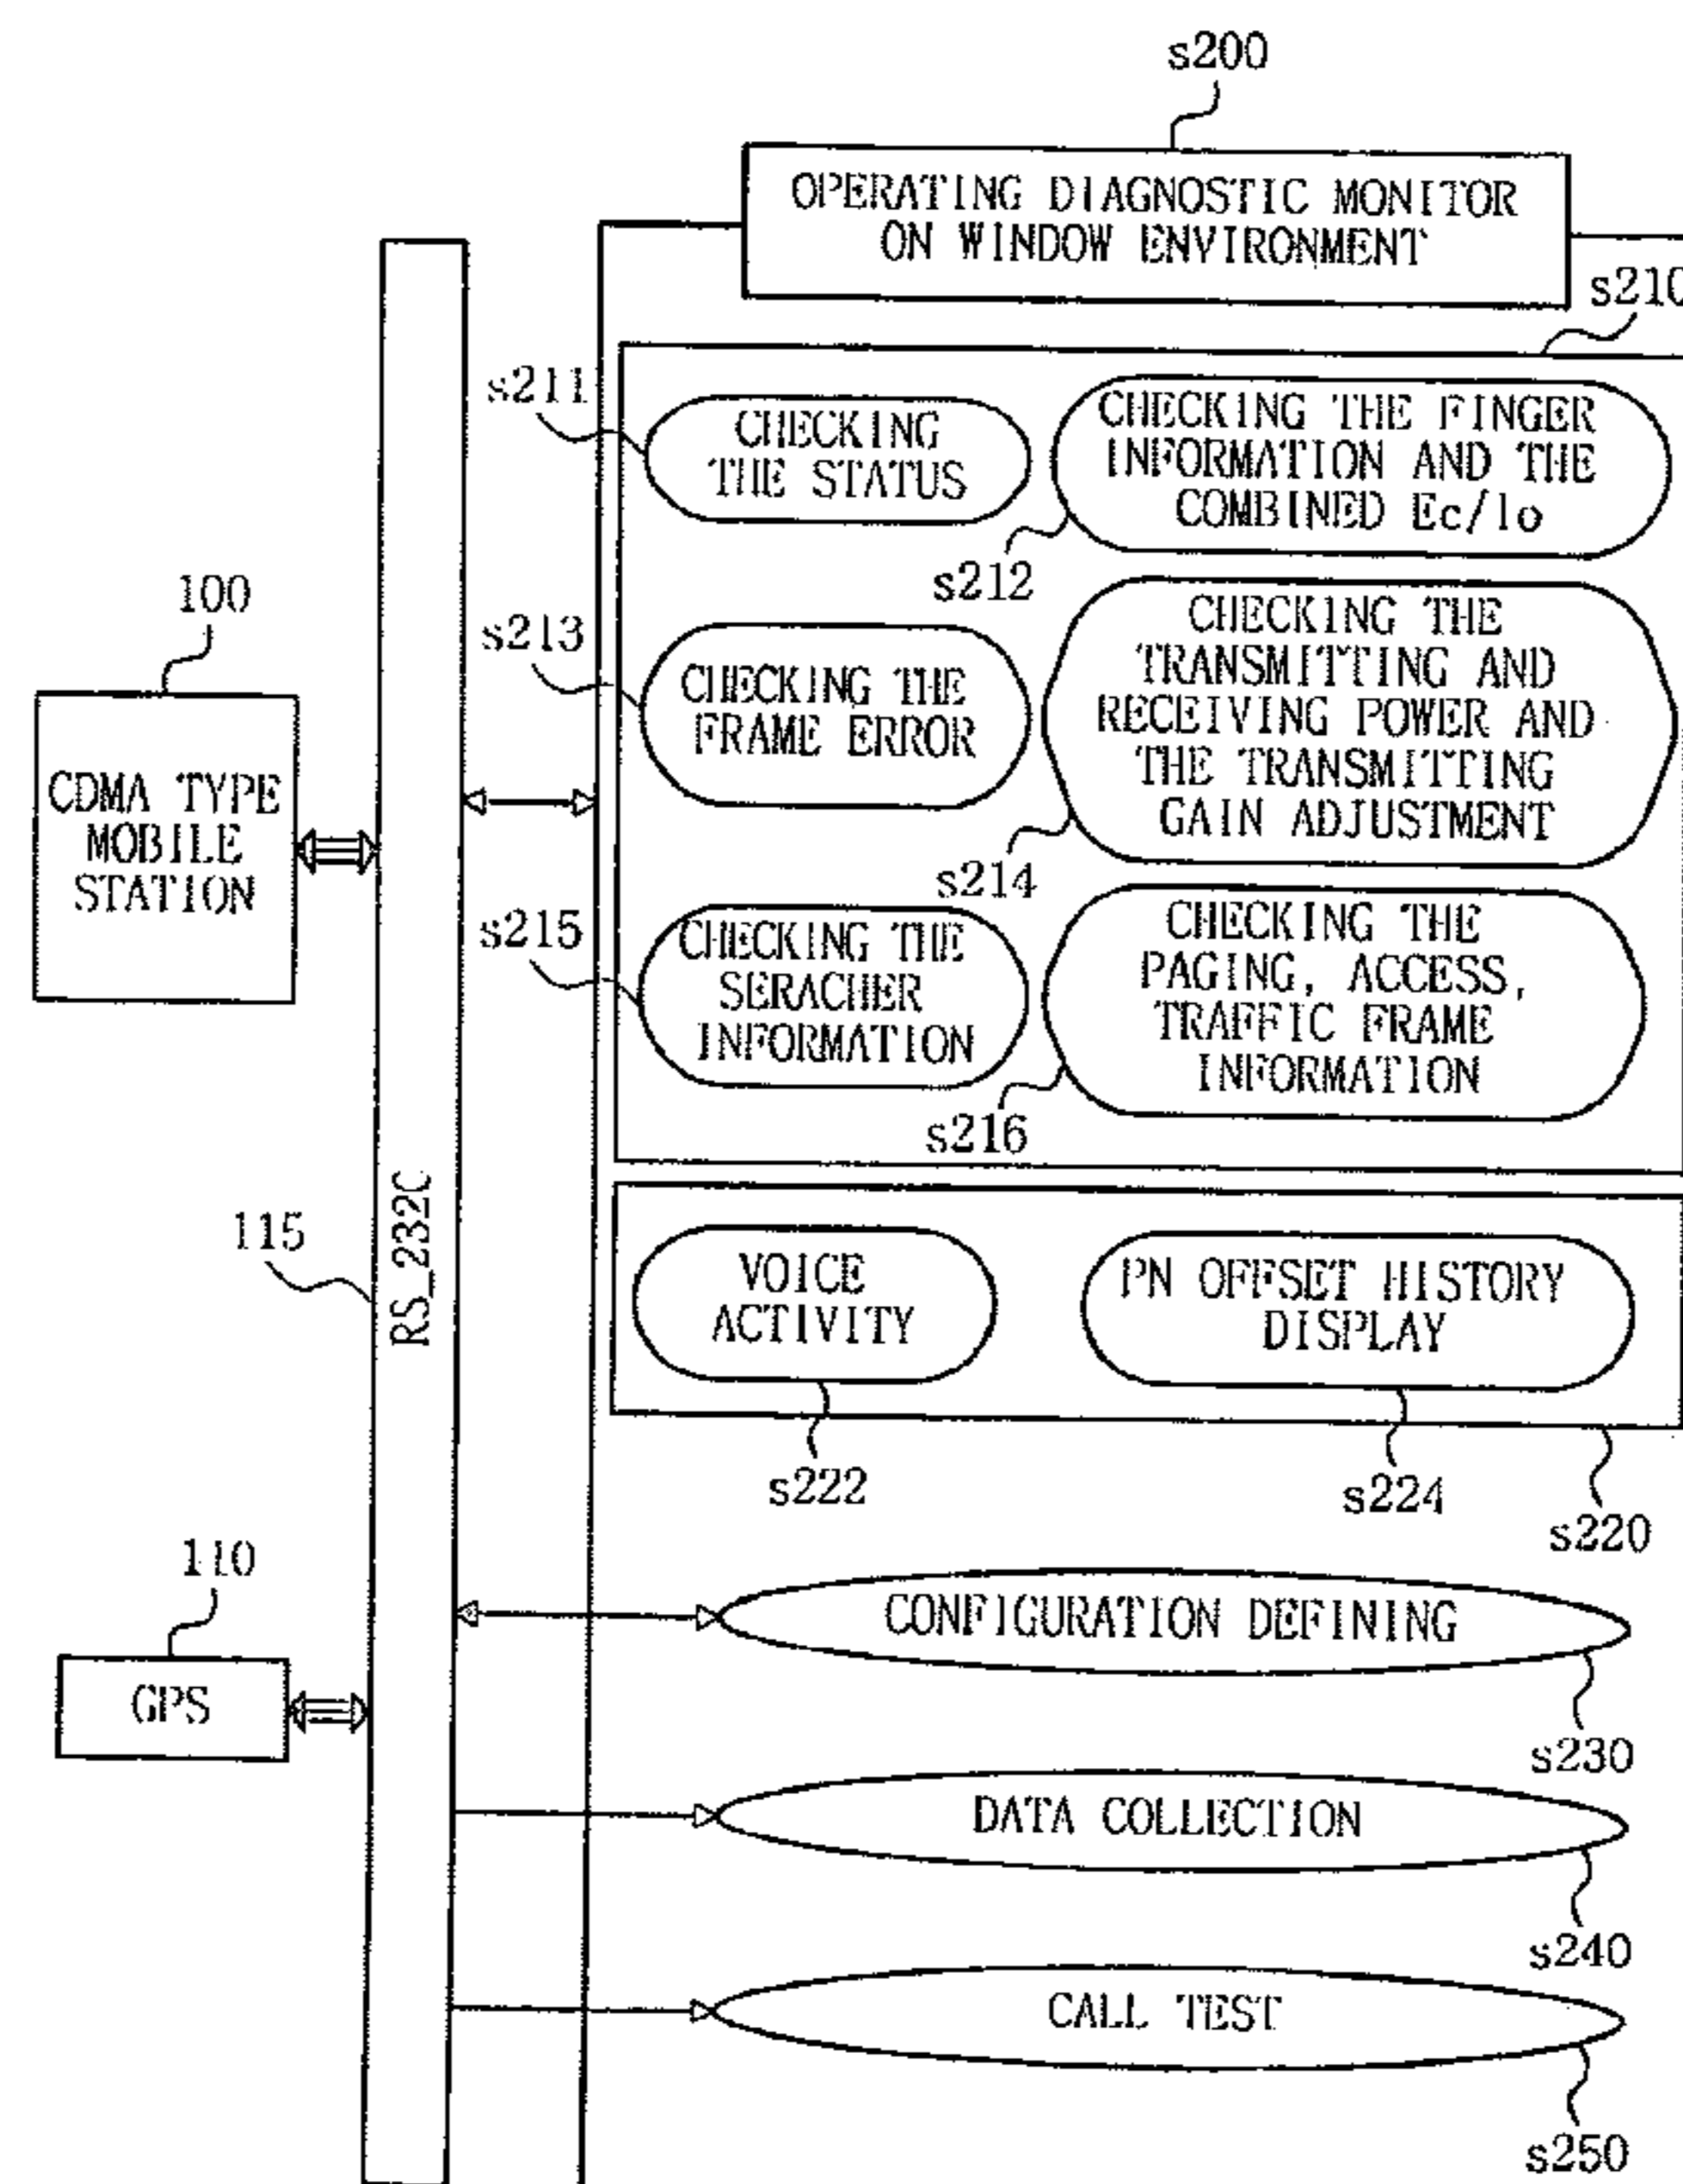 s200
OPERATING DIAGNOSTIC MONITOR
ON WINDOW ENVIRONMENT
s210
s211
CHECKING
THE STATUS
CHECKING THE FINGER
INFORMATION AND THE
COMBINED Ec/Io
s212
100
CDMA TYPE
MOBILE
STATION
s213
CHECKING THE
FRAME ERROR
CHECKING THE
TRANSMITTING AND
RECEIVING POWER AND
THE TRANSMITTING
GAIN ADJUSTMENT
s214
s215
CHECKING THE
SERACHER
INFORMATION
CHECKING THE
PAGING, ACCESS,
TRAFFIC FRAME
INFORMATION
s216
115
RS_232C
VOICE
ACTIVITY
PN OFFSET HISTORY
DISPLAY
s222
s224
s220
110
GPS
CONFIGURATION DEFINING
s230
DATA COLLECTION
s240
CALL TEST
s250